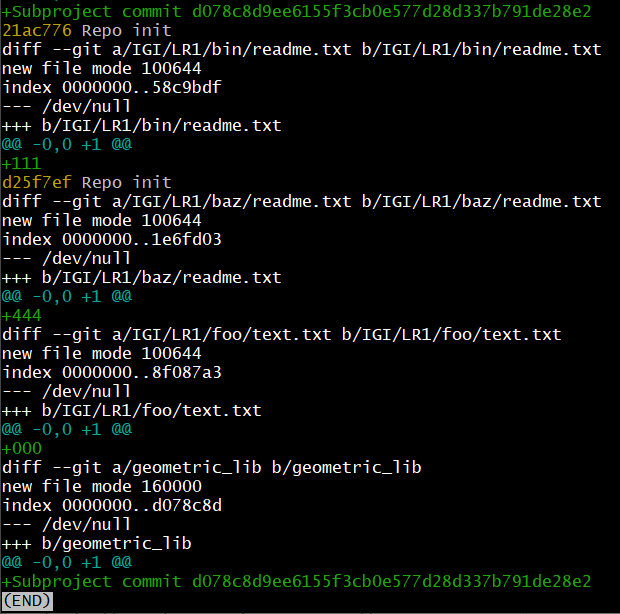 +Subproject commit d078c8d9ee6155f3cb0e577d28d337b791de28e2
21ac776 Repo init
diff --git a/IGI/LR1/bin/readme.txt b/IGI/LR1/bin/readme.txt
new file mode 100644
index 0000000..58c9bdf
--- /dev/null
+++ b/IGI/LR1/bin/readme.txt
@@ -0,0 +1 @@
+111
d25f7ef Repo init
diff --git a/IGI/LR1/baz/readme.txt b/IGI/LR1/baz/readme.txt
new file mode 100644
index 0000000..1e6fd03
--- /dev/null
+++ b/IGI/LR1/baz/readme.txt
@@ -0,0 +1 @@
+444
diff --git a/IGI/LR1/foo/text.txt b/IGI/LR1/foo/text.txt
new file mode 100644
index 0000000..8f087a3
--- /dev/null
+++ b/IGI/LR1/foo/text.txt
@@ -0,0 +1 @@
+000
diff --git a/geometric_lib b/geometric_lib
new file mode 160000
index 0000000..d078c8d
--- /dev/null
+++ b/geometric_lib
@@ -0,0 +1 @@
+Subproject commit d078c8d9ee6155f3cb0e577d28d337b791de28e2
(END)